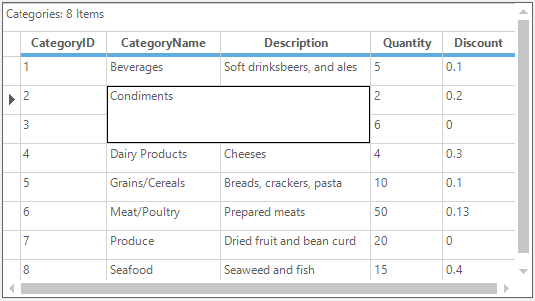 Categories: 8 Items
CategoryID CategoryName Description Quantity Discount
1 Beverages Soft drinksbeers, and ales 5 0.1
2 Condiments 2 0.2
3 6 0
4 Dairy Products Cheeses 4 0.3
5 Grains/Cereals Breads, crackers, pasta 10 0.1
6 Meat/Poultry Prepared meats 50 0.13
7 Produce Dried fruit and bean curd 20 0
8 Seafood Seaweed and fish 15 0.4